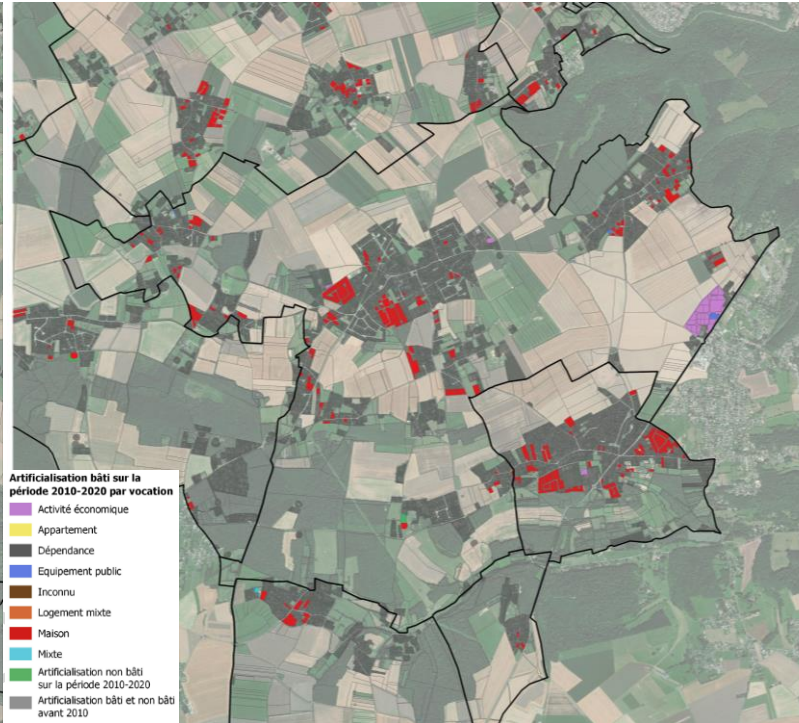 Artificialisation bâti sur la
période 2010-2020 par vocation
Activité économique
Appartement
Dépendance
Equipement public
Inconnu
Logement mixte
Maison
Mixte
Artificialisation non bâti
sur la période 2010-2020
Artificialisation bâti et non bâti
avant 2010